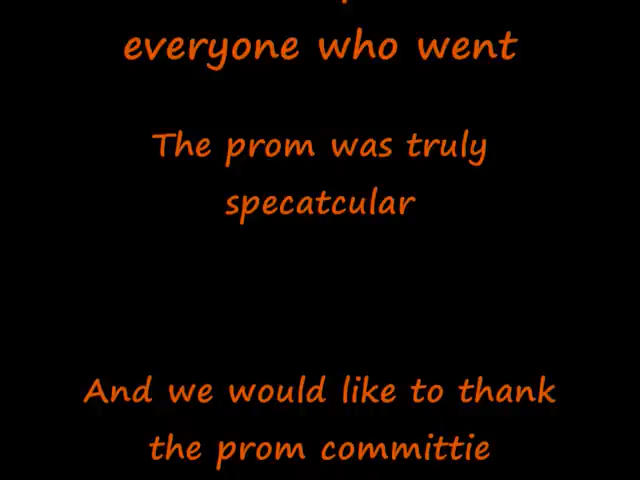 everyone who went
The prom was truly
specatcular
And we would like to thank
the prom committie